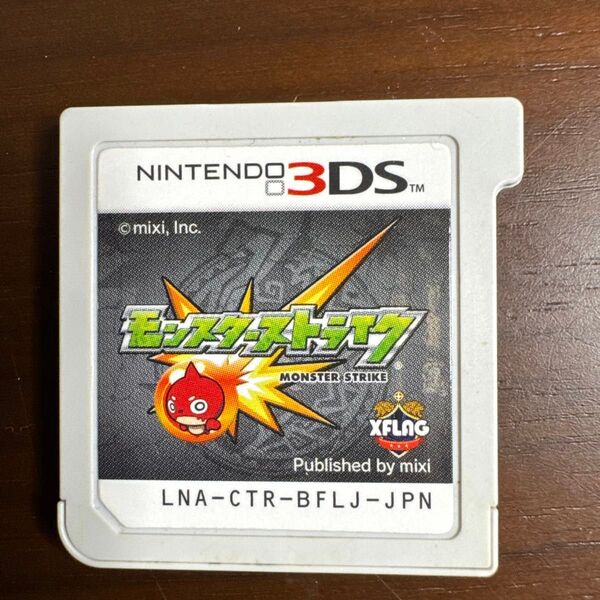 NINTENDO 3DS™
©mixi, Inc.
モンスターストライク
MONSTER STRIKE
XFLAG
Published by mixi
LNA-CTR-BFLJ-JPN